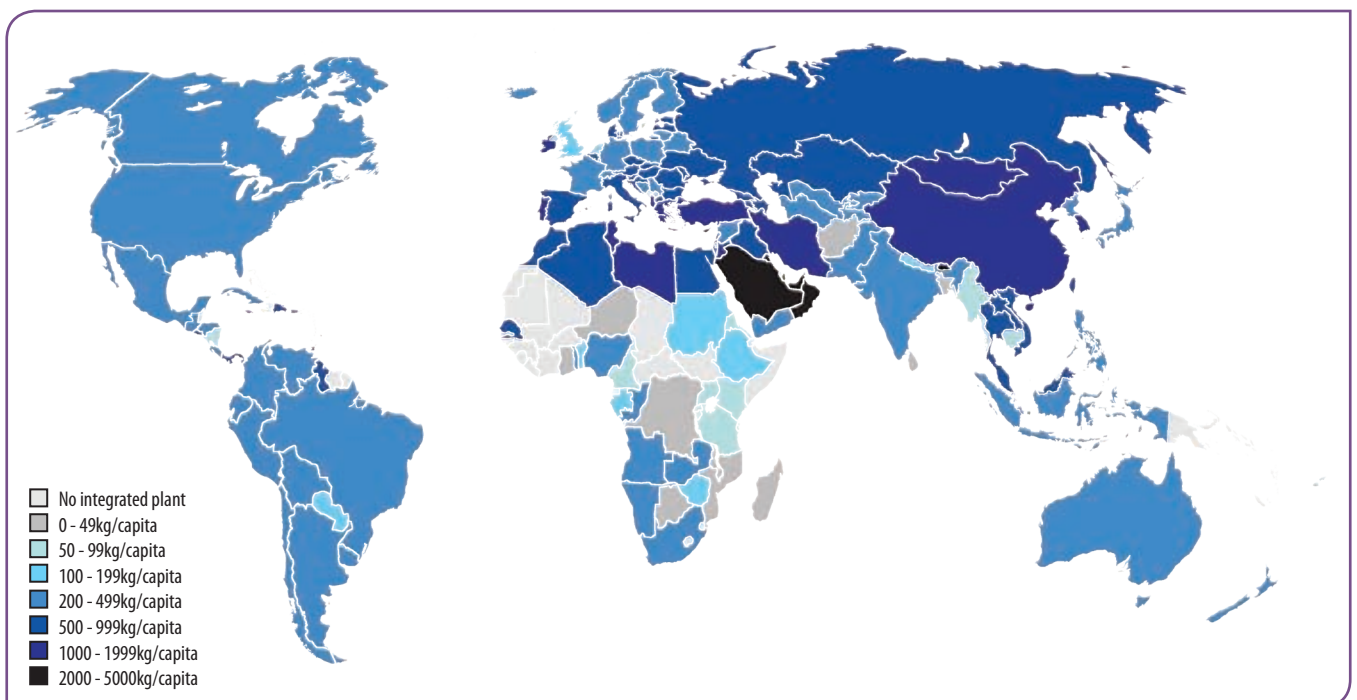 No integrated plant
0 - 49kg/capita
50 - 99kg/capita
100 - 199kg/capita
200 - 499kg/capita
500 - 999kg/capita
1000 - 1999kg/capita
2000 - 5000kg/capita